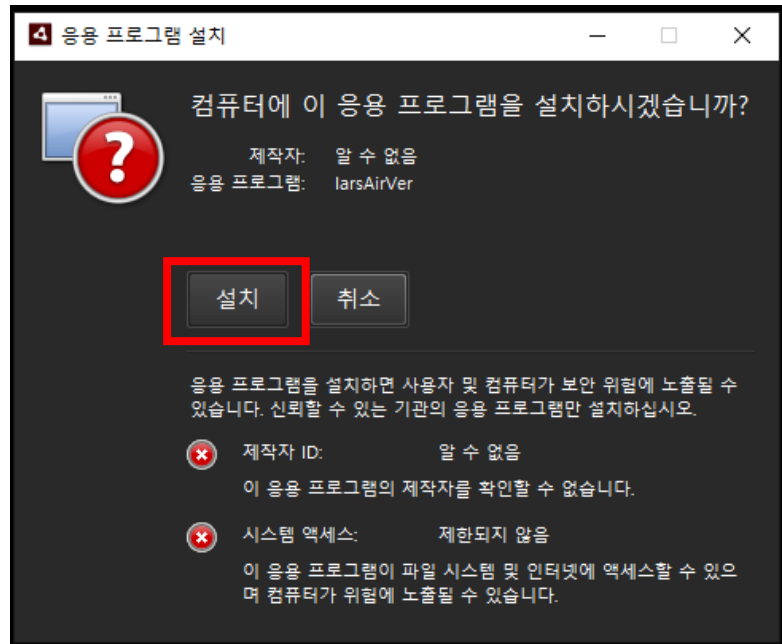 응용 프로그램 설치
컴퓨터에 이 응용 프로그램을 설치하시겠습니까?
제작자: 알 수 없음
응용 프로그램: larsAirVer
설치 취소
응용 프로그램을 설치하면 사용자 및 컴퓨터가 보안 위험에 노출될 수
있습니다. 신뢰할 수 있는 기관의 응용 프로그램만 설치하십시오.
제작자 ID: 알 수 없음
이 응용 프로그램의 제작자를 확인할 수 없습니다.
시스템 액세스: 제한되지 않음
이 응용 프로그램이 파일 시스템 및 인터넷에 액세스할 수 있으
며 컴퓨터가 위험에 노출될 수 있습니다.